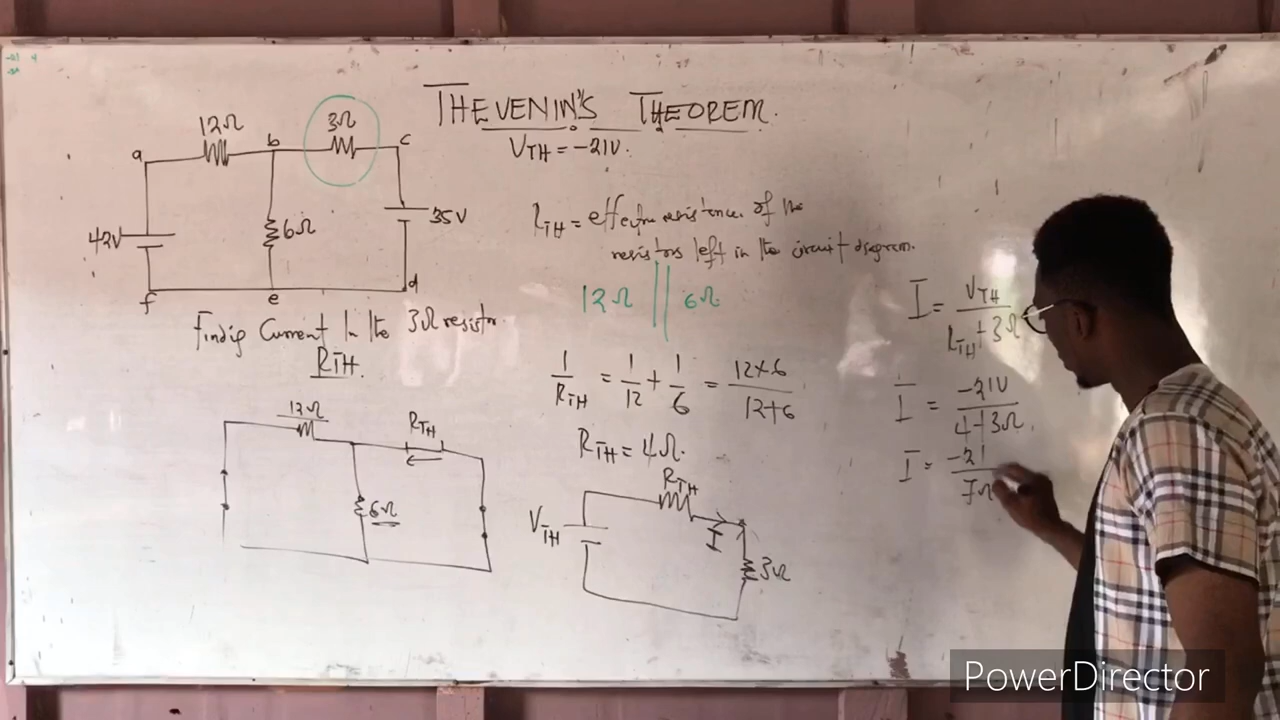 THEVENIN'S THEOREM.
VTH = -21V.
12Ω
3Ω
a
b
c
42V
6Ω
35V
f
e
d
Findig Current In the 3Ω resistor.
RTH.
12Ω
RTH
6Ω
RTH = effective resistance of the
resistors left in the circuit diagram.
12Ω || 6Ω
1/RTH = 1/12 + 1/6 = 12×6/12+6
RTH = 4Ω.
RTH
VTH
I
3Ω
I = VTH/RTH+3Ω
I = -21V/4+3Ω.
I = -21/7Ω
PowerDirector